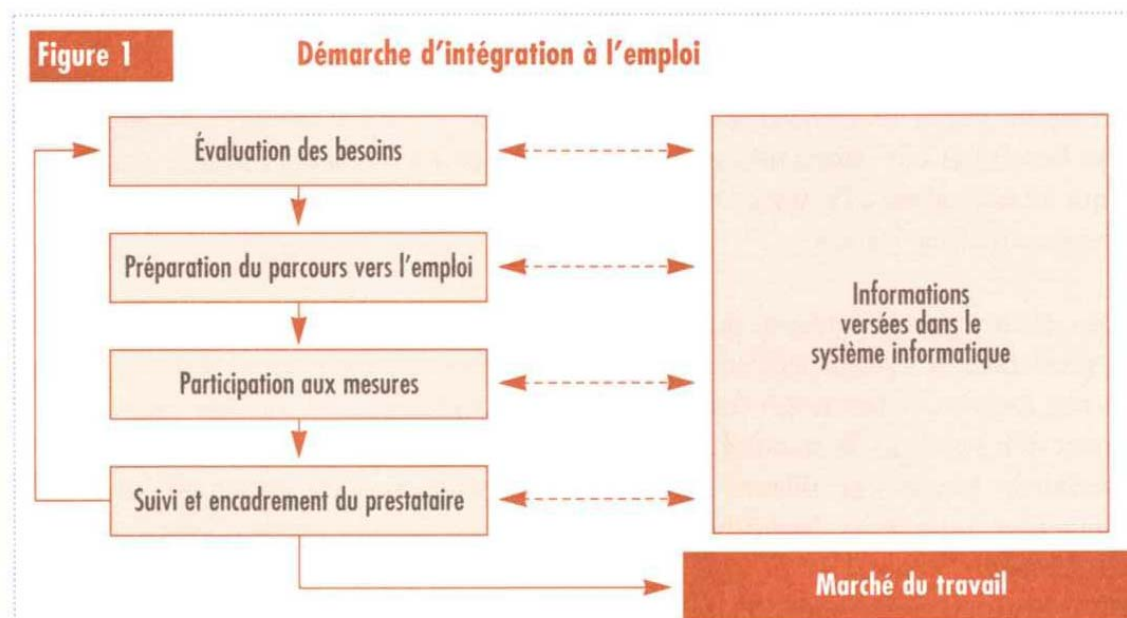 Figure 1
Démarche d'intégration à l'emploi
Évaluation des besoins
Préparation du parcours vers l'emploi
Participation aux mesures
Suivi et encadrement du prestataire
Informations
versées dans le
système informatique
Marché du travail